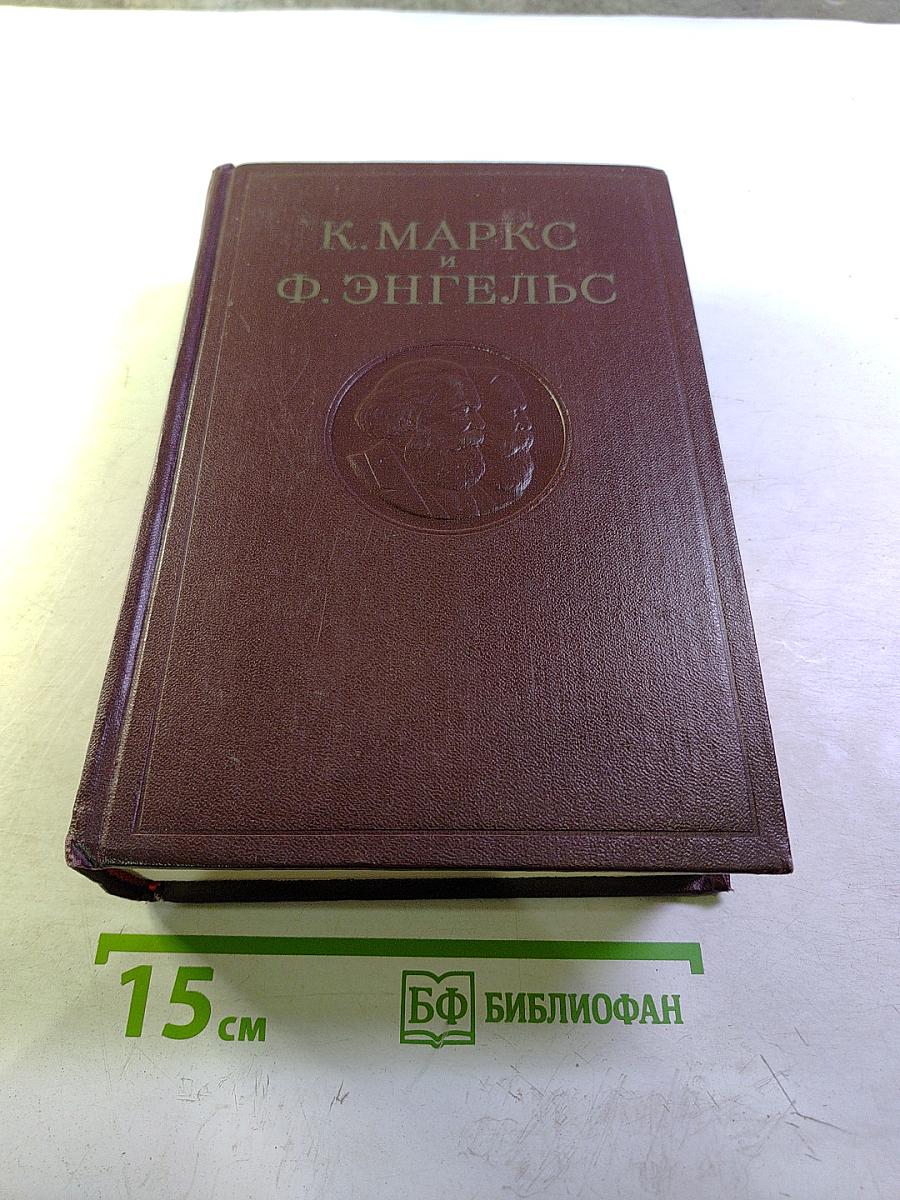 К. МАРКС
и
Ф. ЭНГЕЛЬС
15 см
БФ БИБЛИОФАН